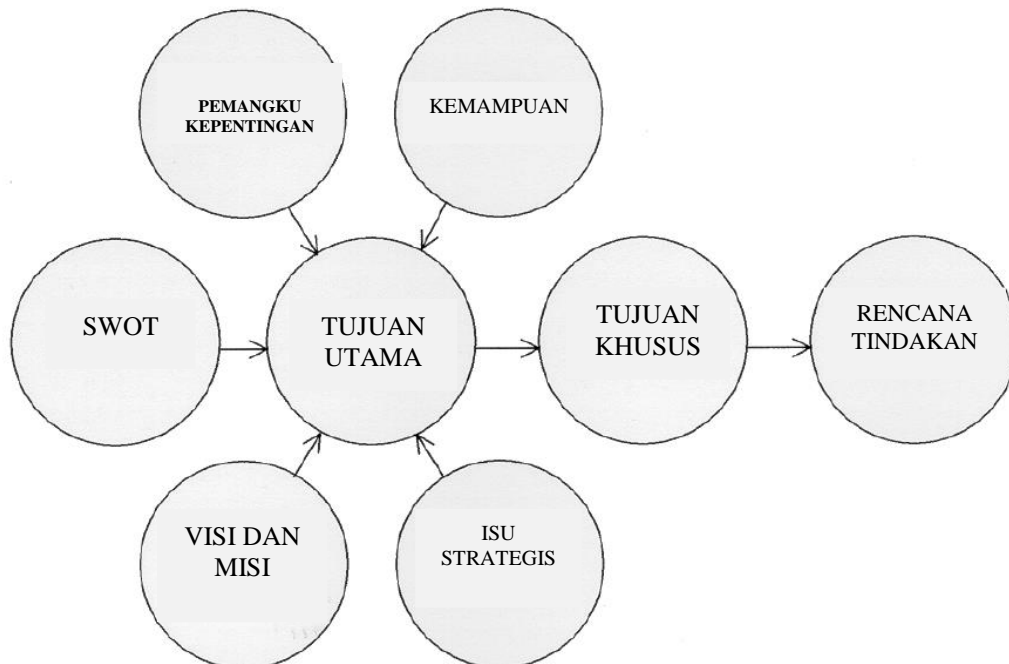 PEMANGKU
KEPENTINGAN
KEMAMPUAN
SWOT
TUJUAN
UTAMA
TUJUAN
KHUSUS
RENCANA
TINDAKAN
VISI DAN
MISI
ISU
STRATEGIS